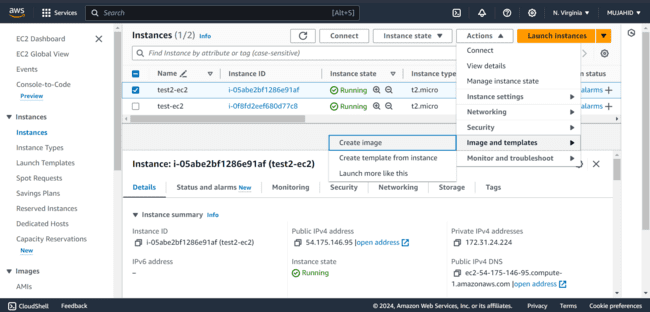 aws
Services
Search
[Alt+S]
N. Virginia
MUJAHID
EC2 Dashboard
EC2 Global View
Events
Console-to-Code
Preview
Instances
Instances
Instance Types
Launch Templates
Spot Requests
Savings Plans
Reserved Instances
Dedicated Hosts
Capacity Reservations
New
Images
AMIs
Instances (1/2) Info
Connect
Instance state
Actions
Launch instances
Find Instance by attribute or tag (case-sensitive)
Name
Instance ID
Instance state
Instance type
status
test2-ec2
i-05abe2bf1286e91af
Running
t2.micro
alarms
test-ec2
i-0f8fd2eef680d77c8
Running
t2.micro
alarms
Connect
View details
Manage instance state
Instance settings
Networking
Security
Image and templates
Monitor and troubleshoot
Create image
Create template from instance
Launch more like this
Instance: i-05abe2bf1286e91af (test2-ec2)
Details
Status and alarms New
Monitoring
Security
Networking
Storage
Tags
Instance summary Info
Instance ID
i-05abe2bf1286e91af (test2-ec2)
Public IPv4 address
54.175.146.95 |open address
Private IPv4 addresses
172.31.24.224
IPv6 address
–
Instance state
Running
Public IPv4 DNS
ec2-54-175-146-95.compute-
1.amazonaws.com |open address
CloudShell
Feedback
© 2024, Amazon Web Services, Inc. or its affiliates.
Privacy
Terms
Cookie preferences